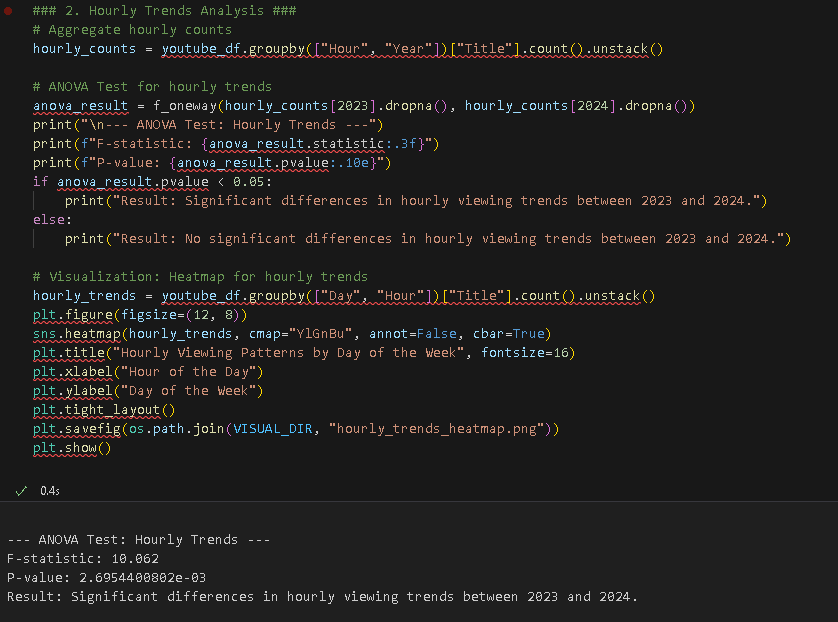 ### 2. Hourly Trends Analysis ###
# Aggregate hourly counts
hourly_counts = youtube_df.groupby(["Hour", "Year"])["Title"].count().unstack()
# ANOVA Test for hourly trends
anova_result = f_oneway(hourly_counts[2023].dropna(), hourly_counts[2024].dropna())
print("\n--- ANOVA Test: Hourly Trends ---")
print(f"F-statistic: {anova_result.statistic:.3f}")
print(f"P-value: {anova_result.pvalue:.10e}")
if anova_result.pvalue < 0.05:
    print("Result: Significant differences in hourly viewing trends between 2023 and 2024.")
else:
    print("Result: No significant differences in hourly viewing trends between 2023 and 2024.")
# Visualization: Heatmap for hourly trends
hourly_trends = youtube_df.groupby(["Day", "Hour"])["Title"].count().unstack()
plt.figure(figsize=(12, 8))
sns.heatmap(hourly_trends, cmap="YlGnBu", annot=False, cbar=True)
plt.title("Hourly Viewing Patterns by Day of the Week", fontsize=16)
plt.xlabel("Hour of the Day")
plt.ylabel("Day of the Week")
plt.tight_layout()
plt.savefig(os.path.join(VISUAL_DIR, "hourly_trends_heatmap.png"))
plt.show()
0.4s
--- ANOVA Test: Hourly Trends ---
F-statistic: 10.062
P-value: 2.6954400802e-03
Result: Significant differences in hourly viewing trends between 2023 and 2024.